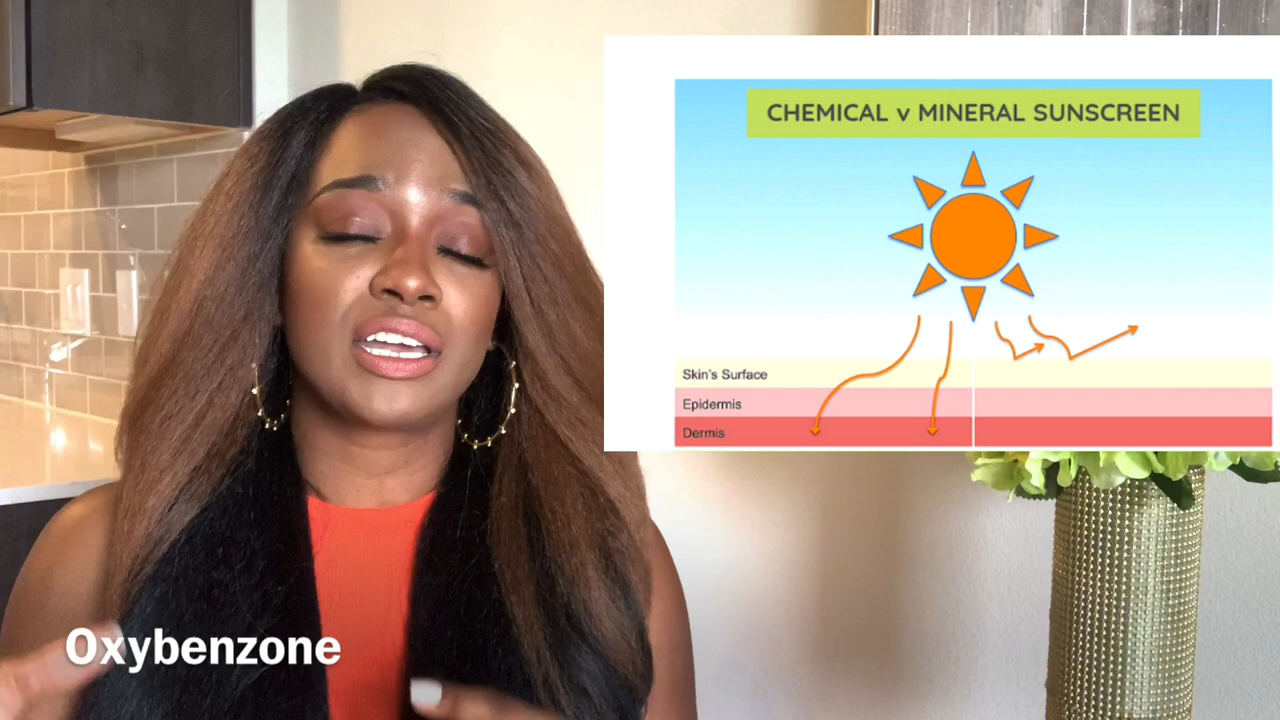 CHEMICAL v MINERAL SUNSCREEN
Skin's Surface
Epidermis
Dermis
Oxybenzone